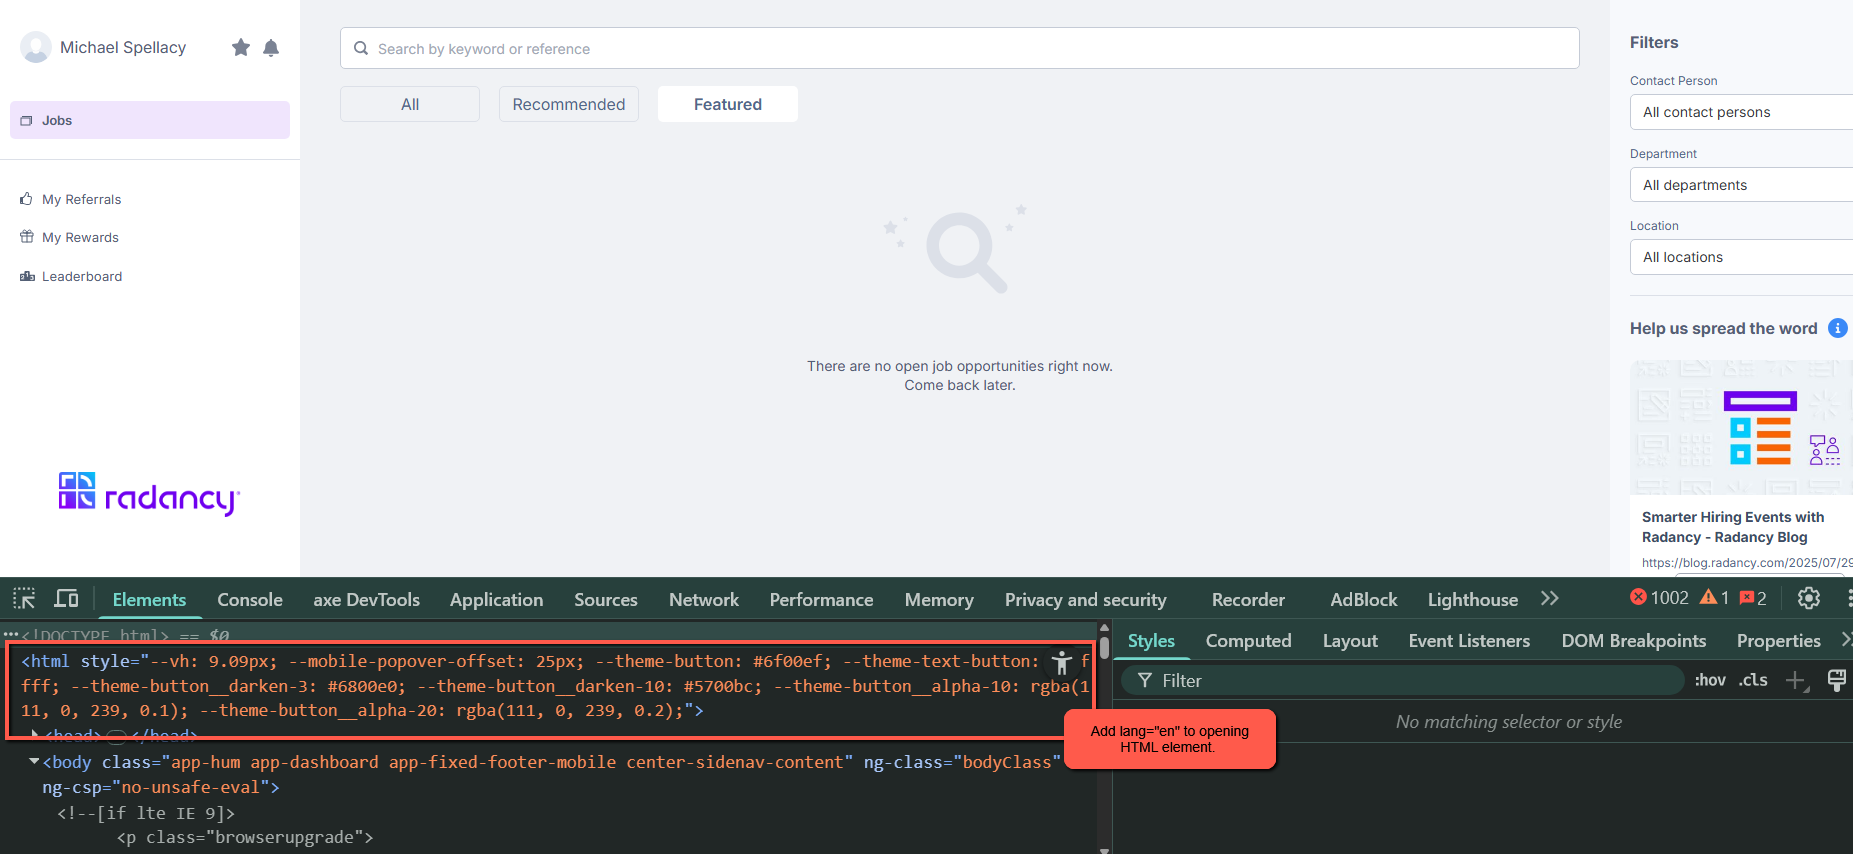 Michael Spellacy
Jobs
My Referrals
My Rewards
Leaderboard
radancy
Search by keyword or reference
All
Recommended
Featured
There are no open job opportunities right now.
Come back later.
Filters
Contact Person
All contact persons
Department
All departments
Location
All locations
Help us spread the word
Smarter Hiring Events with
Radancy - Radancy Blog
https://blog.radancy.com/2025/07/29
Elements Console axe DevTools Application Sources Network Performance Memory Privacy and security Recorder AdBlock Lighthouse 1002 1 2
<!DOCTYPE html> == $0
<html style="--vh: 9.09px; --mobile-popover-offset: 25px; --theme-button: #6f00ef; --theme-text-button: f
fff; --theme-button__darken-3: #6800e0; --theme-button__darken-10: #5700bc; --theme-button__alpha-10: rgba(1
11, 0, 239, 0.1); --theme-button__alpha-20: rgba(111, 0, 239, 0.2);">
<head> … </head>
<body class="app-hum app-dashboard app-fixed-footer-mobile center-sidenav-content" ng-class="bodyClass"
ng-csp="no-unsafe-eval">
<!--[if lte IE 9]>
<p class="browserupgrade">
Add lang="en" to opening
HTML element.
Styles Computed Layout Event Listeners DOM Breakpoints Properties
Filter
:hov .cls
No matching selector or style